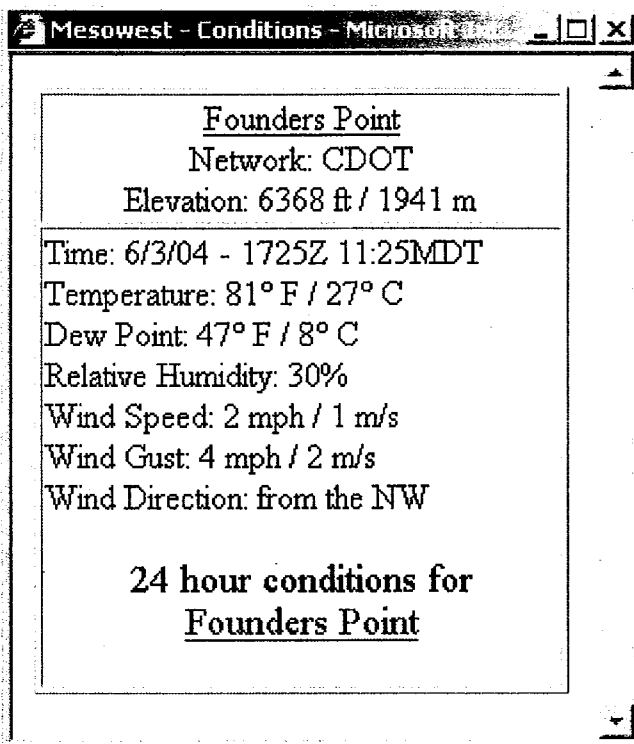 Mesowest - Conditions - Microsoft
Founders Point
Network: CDOT
Elevation: 6368 ft / 1941 m
Time: 6/3/04 - 1725Z 11:25MDT
Temperature: 81° F / 27° C
Dew Point: 47° F / 8° C
Relative Humidity: 30%
Wind Speed: 2 mph / 1 m/s
Wind Gust: 4 mph / 2 m/s
Wind Direction: from the NW
24 hour conditions for
Founders Point